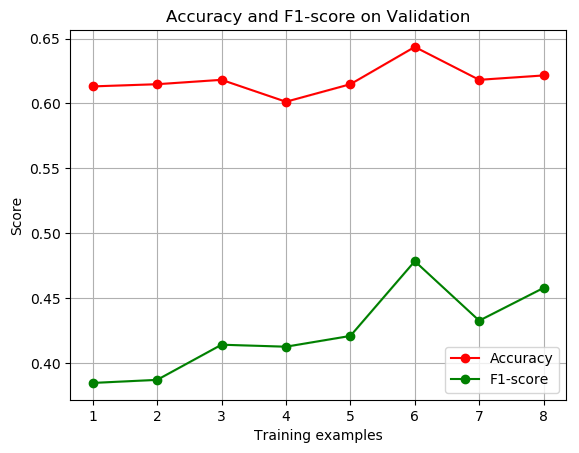 Accuracy and F1-score on Validation
0.65
0.60
0.55
0.50
0.45
0.40
Score
Accuracy
F1-score
1 2 3 4 5 6 7 8
Training examples